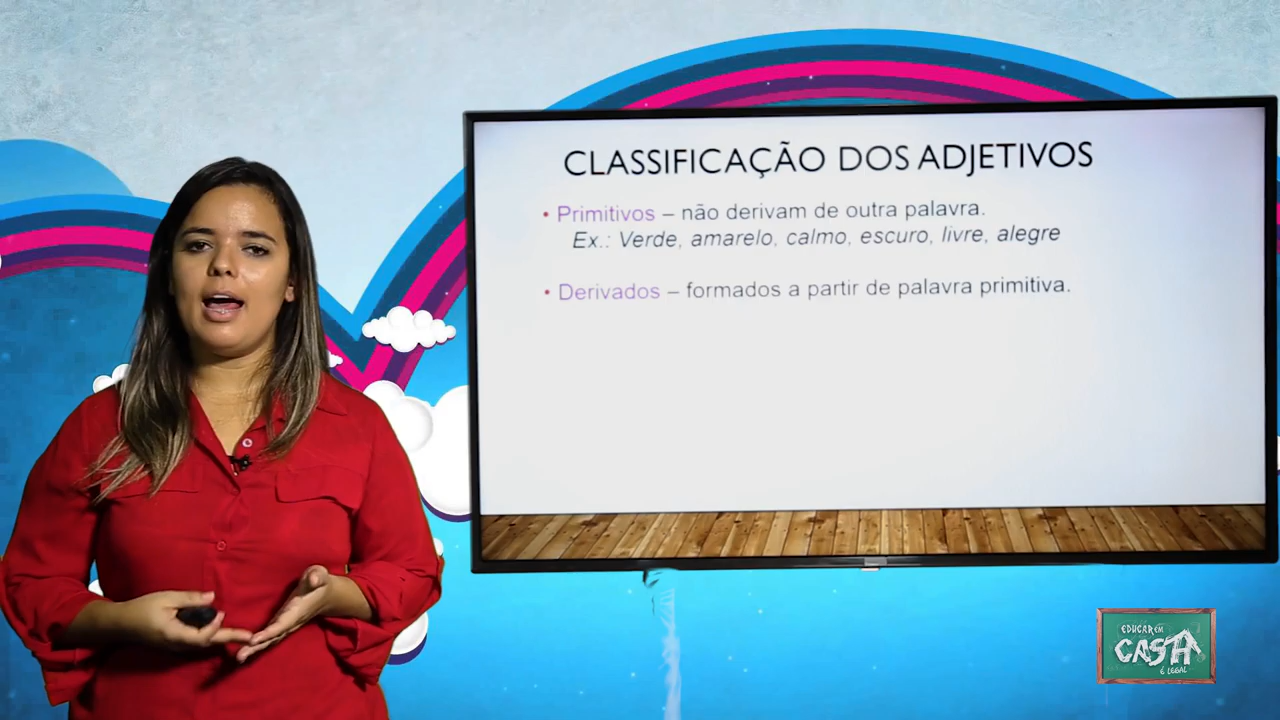 CLASSIFICAÇÃO DOS ADJETIVOS
• Primitivos – não derivam de outra palavra.
Ex.: Verde, amarelo, calmo, escuro, livre, alegre
• Derivados – formados a partir de palavra primitiva.
EDUCAR EM
CASA
É LEGAL